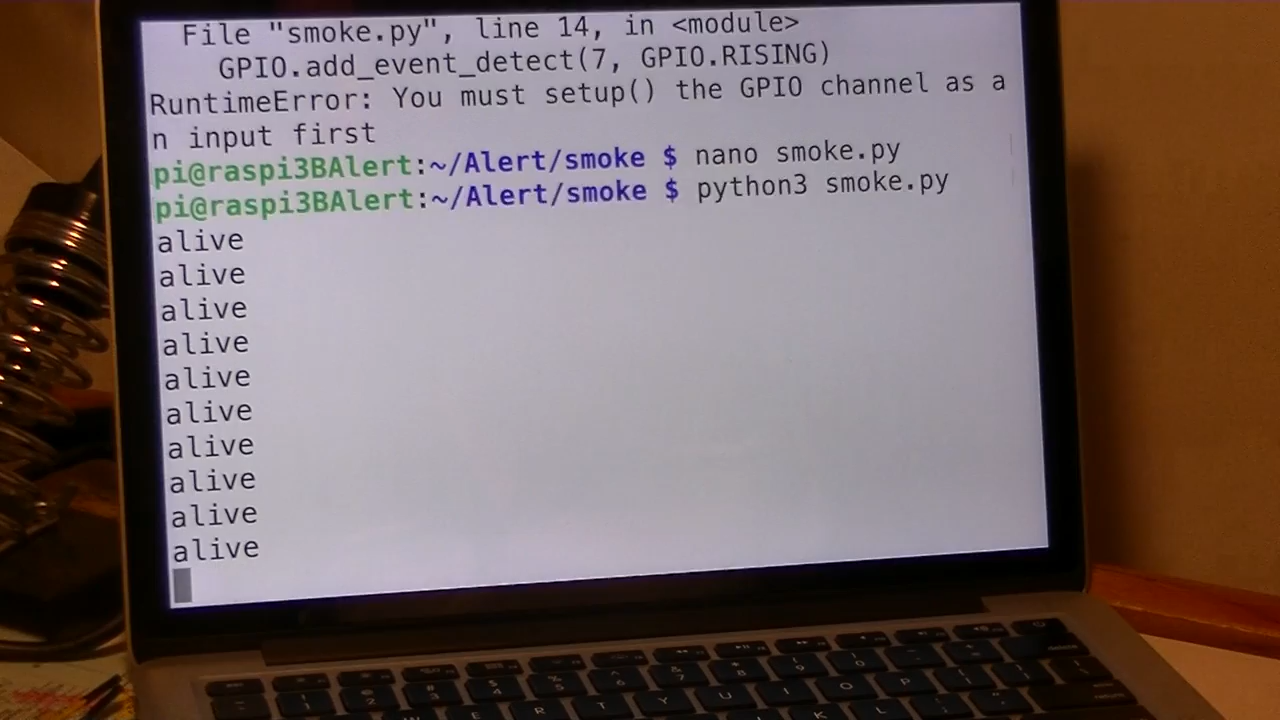 File "smoke.py", line 14, in <module>
GPIO.add_event_detect(7, GPIO.RISING)
RuntimeError: You must setup() the GPIO channel as a
n input first
pi@raspi3BAlert:~/Alert/smoke $ nano smoke.py
pi@raspi3BAlert:~/Alert/smoke $ python3 smoke.py
alive
alive
alive
alive
alive
alive
alive
alive
alive
alive